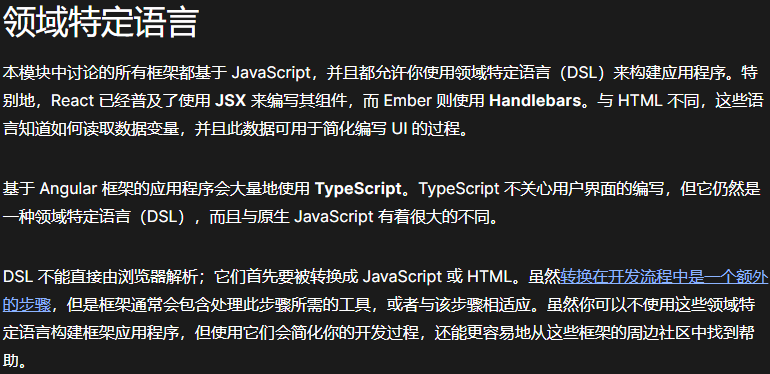 领域特定语言
本模块中讨论的所有框架都基于 JavaScript，并且都允许你使用领域特定语言（DSL）来构建应用程序。特
别地，React 已经普及了使用 JSX 来编写其组件，而 Ember 则使用 Handlebars。与 HTML 不同，这些语
言知道如何读取数据变量，并且此数据可用于简化编写 UI 的过程。
基于 Angular 框架的应用程序会大量地使用 TypeScript。TypeScript 不关心用户界面的编写，但它仍然是
一种领域特定语言（DSL），而且与原生 JavaScript 有着很大的不同。
DSL 不能直接由浏览器解析；它们首先要被转换成 JavaScript 或 HTML。虽然转换在开发流程中是一个额外
的步骤，但是框架通常会包含处理此步骤所需的工具，或者与该步骤相适应。虽然你可以不使用这些领域特
定语言构建框架应用程序，但使用它们会简化你的开发过程，还能更容易地从这些框架的周边社区中找到帮
助。